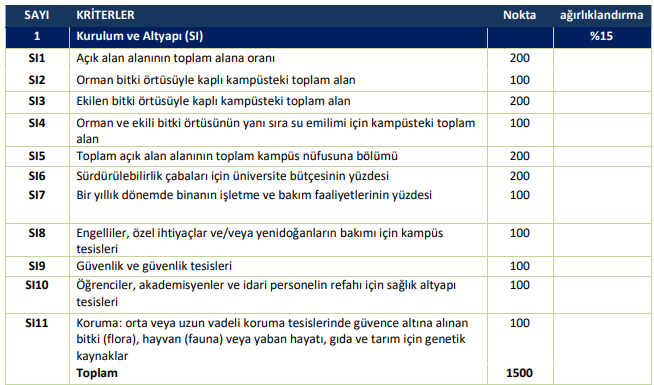 SAYI KRİTERLER Nokta ağırlıklandırma
1 Kurulum ve Altyapı (SI) %15
SI1 Açık alan alanının toplam alana oranı 200
SI2 Orman bitki örtüsüyle kaplı kampüsteki toplam alan 100
SI3 Ekilen bitki örtüsüyle kaplı kampüsteki toplam alan 200
SI4 Orman ve ekili bitki örtüsünün yanı sıra su emilimi için kampüsteki toplam 100
alan
SI5 Toplam açık alan alanının toplam kampüs nüfusuna bölümü 200
SI6 Sürdürülebilirlik çabaları için üniversite bütçesinin yüzdesi 200
SI7 Bir yıllık dönemde binanın işletme ve bakım faaliyetlerinin yüzdesi 100
SI8 Engelliler, özel ihtiyaçlar ve/veya yenidoğanların bakımı için kampüs 100
tesisleri
SI9 Güvenlik ve güvenlik tesisleri 100
SI10 Öğrenciler, akademisyenler ve idari personelin refahı için sağlık altyapı 100
tesisleri
SI11 Koruma: orta veya uzun vadeli koruma tesislerinde güvence altına alınan 100
bitki (flora), hayvan (fauna) veya yaban hayatı, gıda ve tarım için genetik
kaynaklar
Toplam 1500